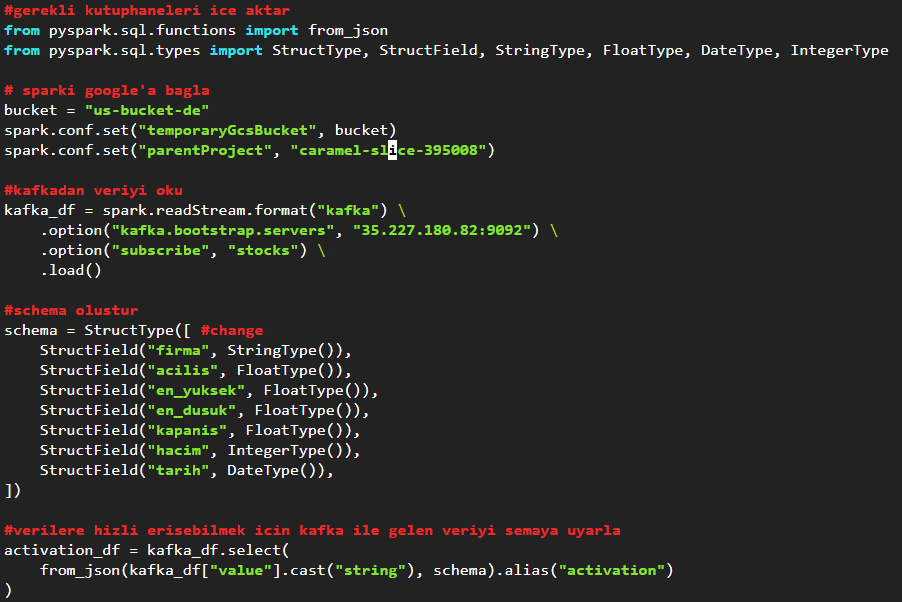 #gerekli kutuphaneleri ice aktar
from pyspark.sql.functions import from_json
from pyspark.sql.types import StructType, StructField, StringType, FloatType, DateType, IntegerType
# sparki google'a bagla
bucket = "us-bucket-de"
spark.conf.set("temporaryGcsBucket", bucket)
spark.conf.set("parentProject", "caramel-slice-395008")
#kafkadan veriyi oku
kafka_df = spark.readStream.format("kafka") \
    .option("kafka.bootstrap.servers", "35.227.180.82:9092") \
    .option("subscribe", "stocks") \
    .load()
#schema olustur
schema = StructType([ #change
    StructField("firma", StringType()),
    StructField("acilis", FloatType()),
    StructField("en_yuksek", FloatType()),
    StructField("en_dusuk", FloatType()),
    StructField("kapanis", FloatType()),
    StructField("hacim", IntegerType()),
    StructField("tarih", DateType()),
])
#verilere hizli erisebilmek icin kafka ile gelen veriyi semaya uyarla
activation_df = kafka_df.select(
    from_json(kafka_df["value"].cast("string"), schema).alias("activation")
)